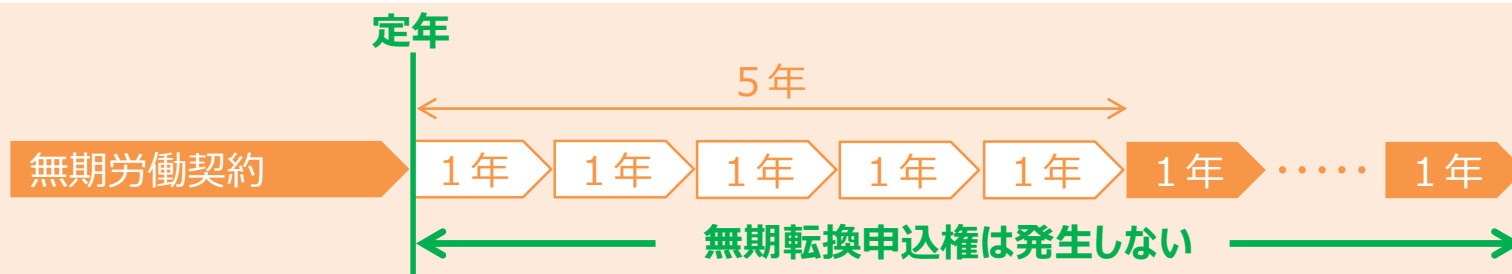 定年
５年
無期労働契約
１年
１年
１年
１年
１年
１年
・・・・・
１年
無期転換申込権は発生しない